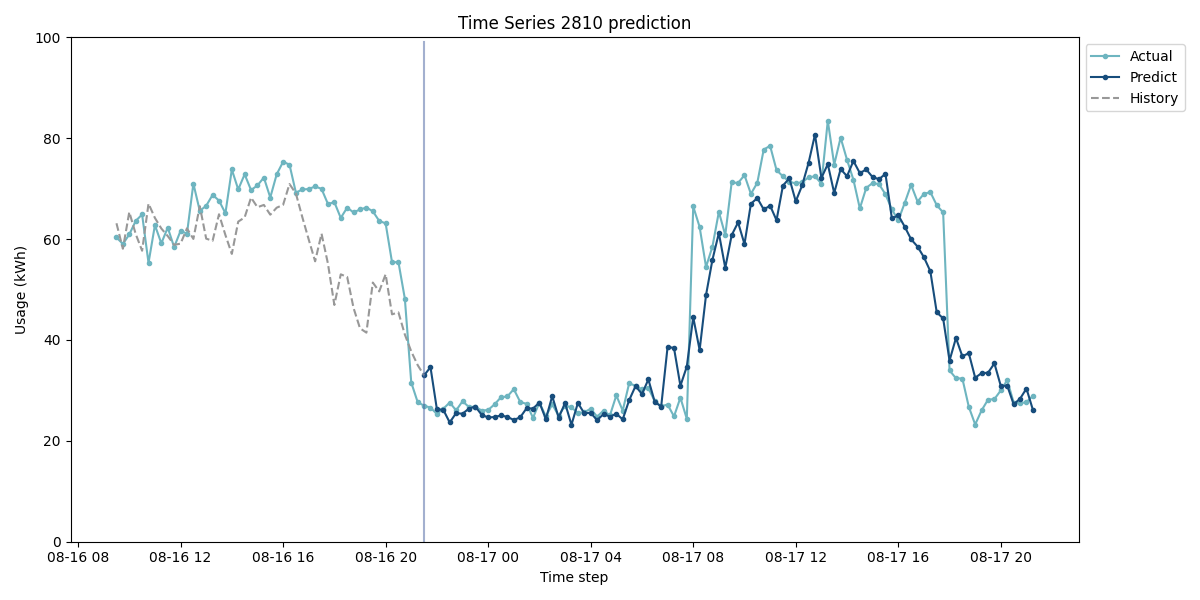 Time Series 2810 prediction
Usage (kWh)
100
80
60
40
20
0
08-16 08
08-16 12
08-16 16
08-16 20
08-17 00
08-17 04
08-17 08
08-17 12
08-17 16
08-17 20
Time step
Actual
Predict
History